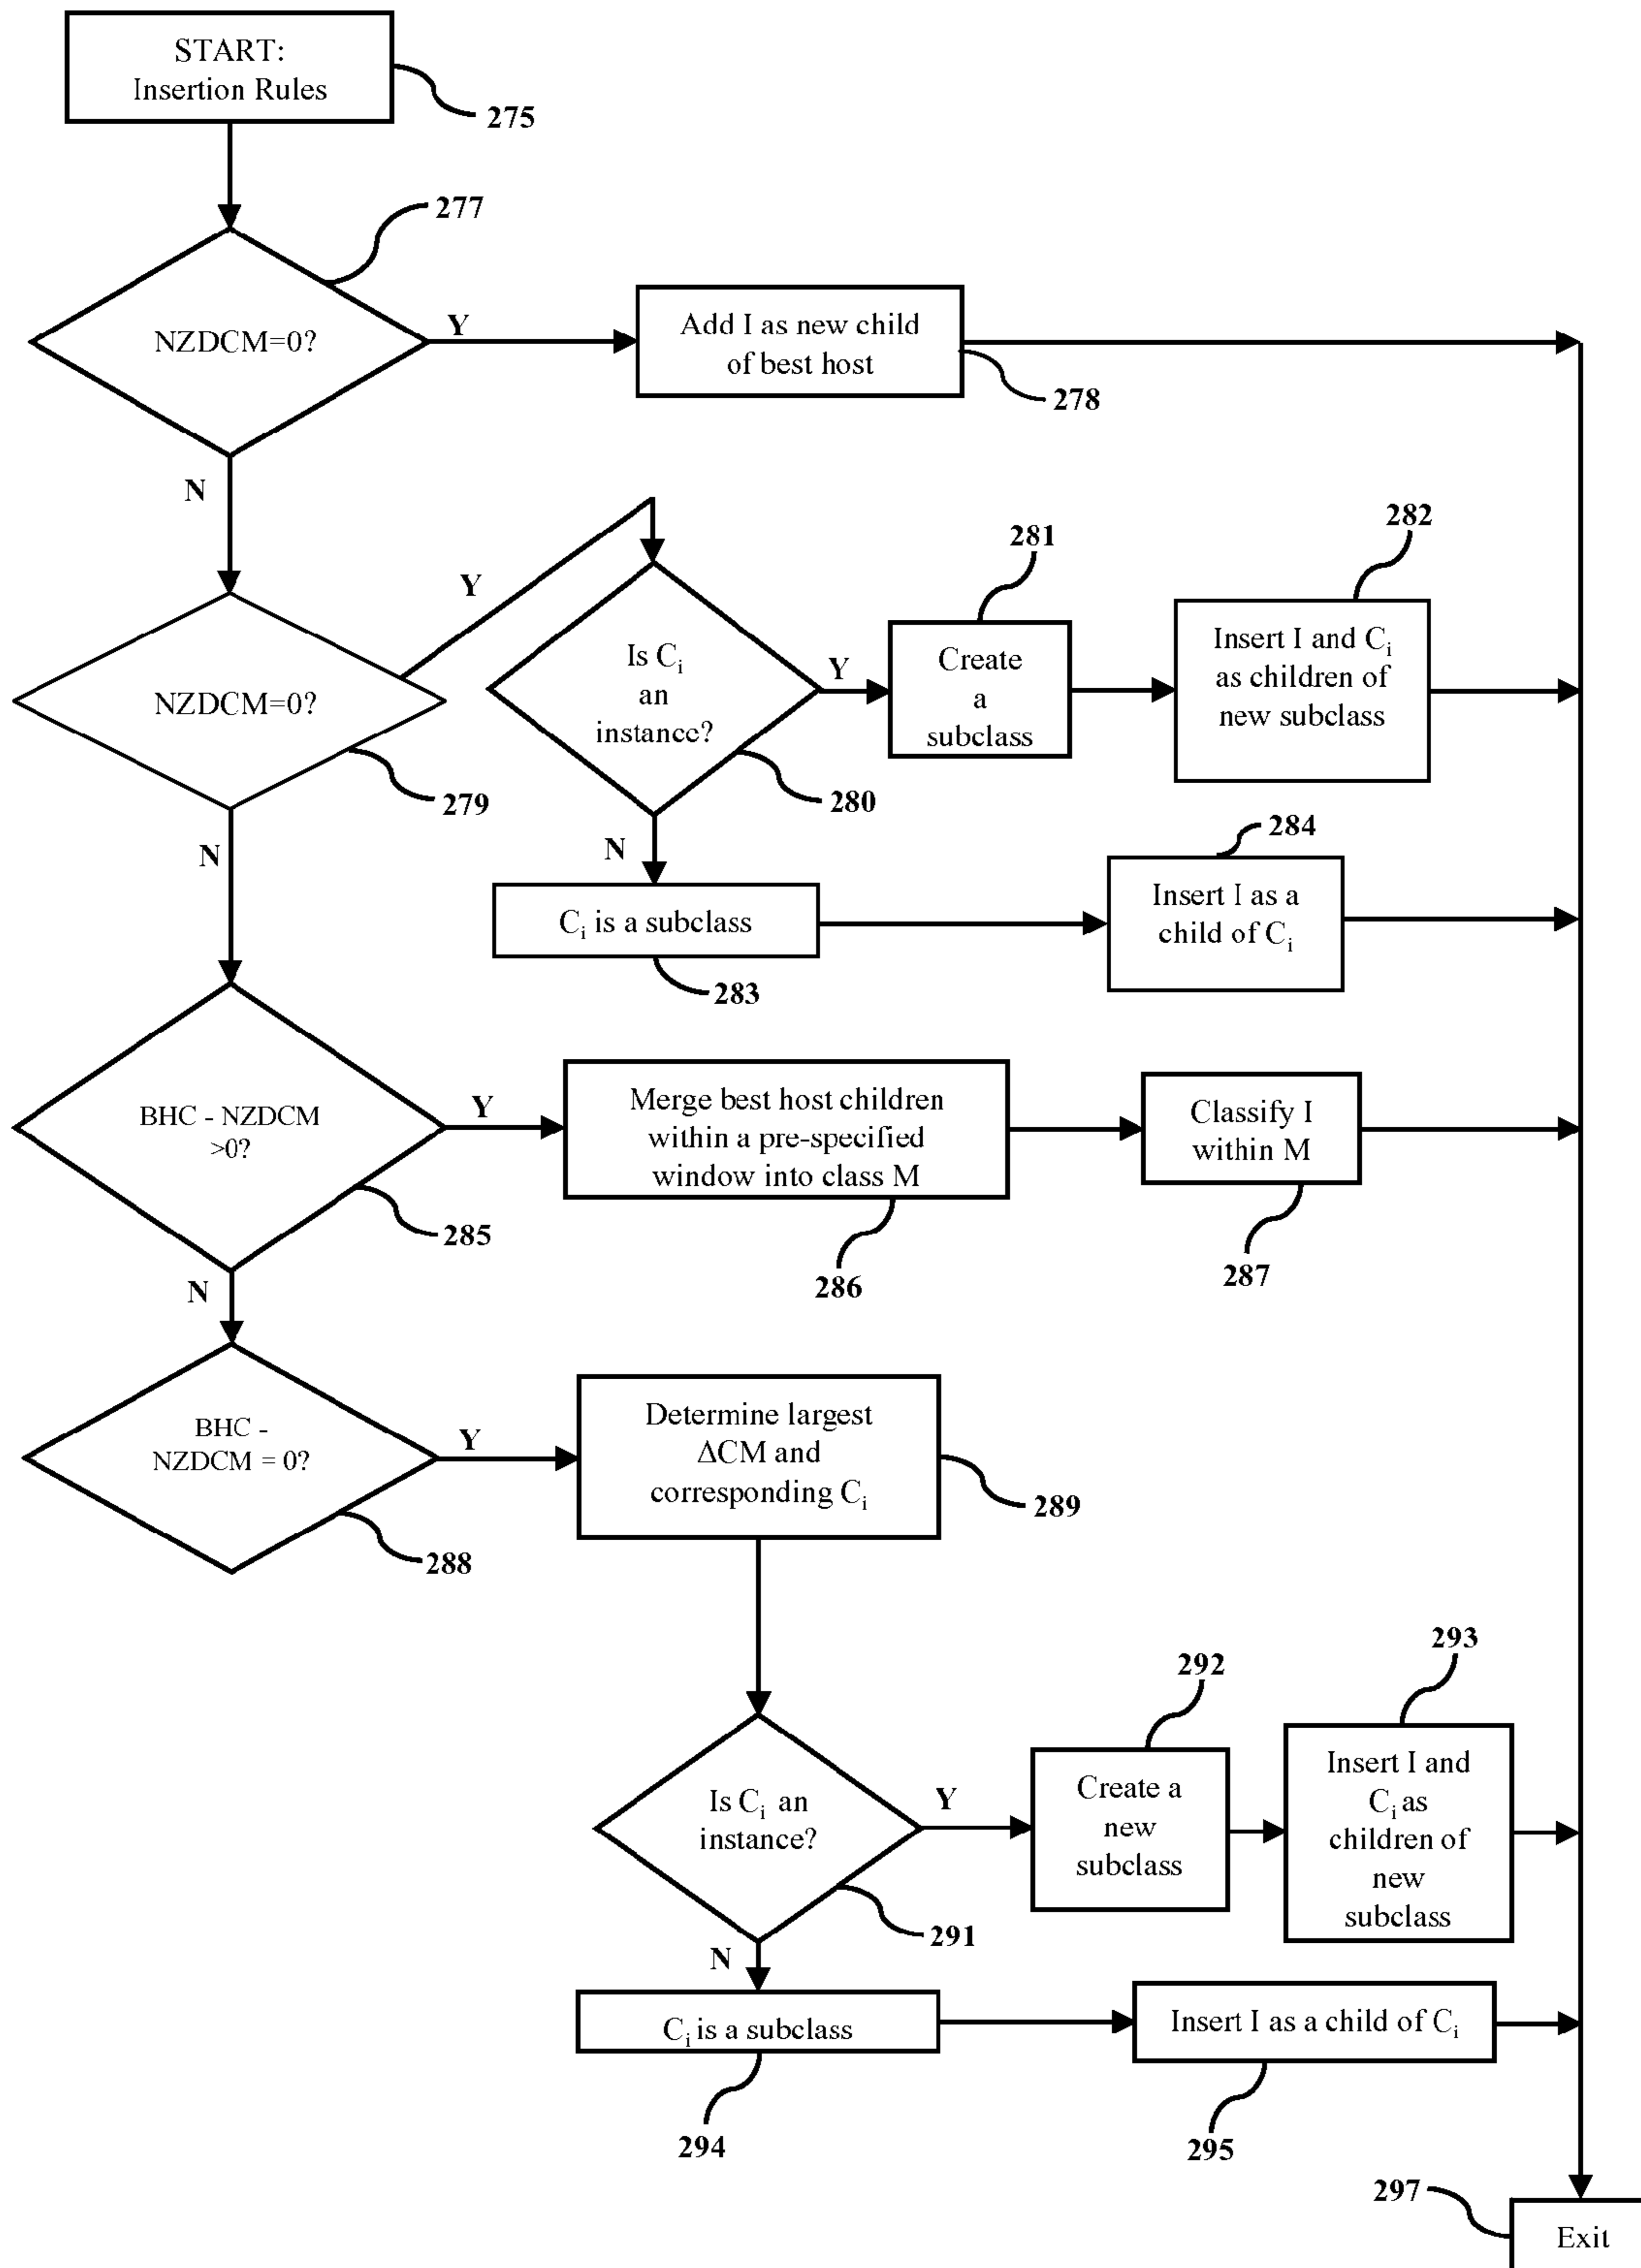 START:
Insertion Rules
275
277
NZDCM=0?
Y
Add I as new child
of best host
278
N
NZDCM=0?
279
Y
Is Cᵢ
an
instance?
280
Y
281
Create
a
subclass
282
Insert I and Cᵢ
as children of
new subclass
N
Cᵢ is a subclass
283
284
Insert I as a
child of Cᵢ
N
BHC - NZDCM
>0?
285
Y
Merge best host children
within a pre-specified
window into class M
286
Classify I
within M
287
N
BHC -
NZDCM = 0?
288
Y
Determine largest
ΔCM and
corresponding Cᵢ
289
Is Cᵢ an
instance?
291
Y
292
Create a
new
subclass
293
Insert I and
Cᵢ as
children of
new
subclass
N
Cᵢ is a subclass
294
Insert I as a child of Cᵢ
295
297
Exit